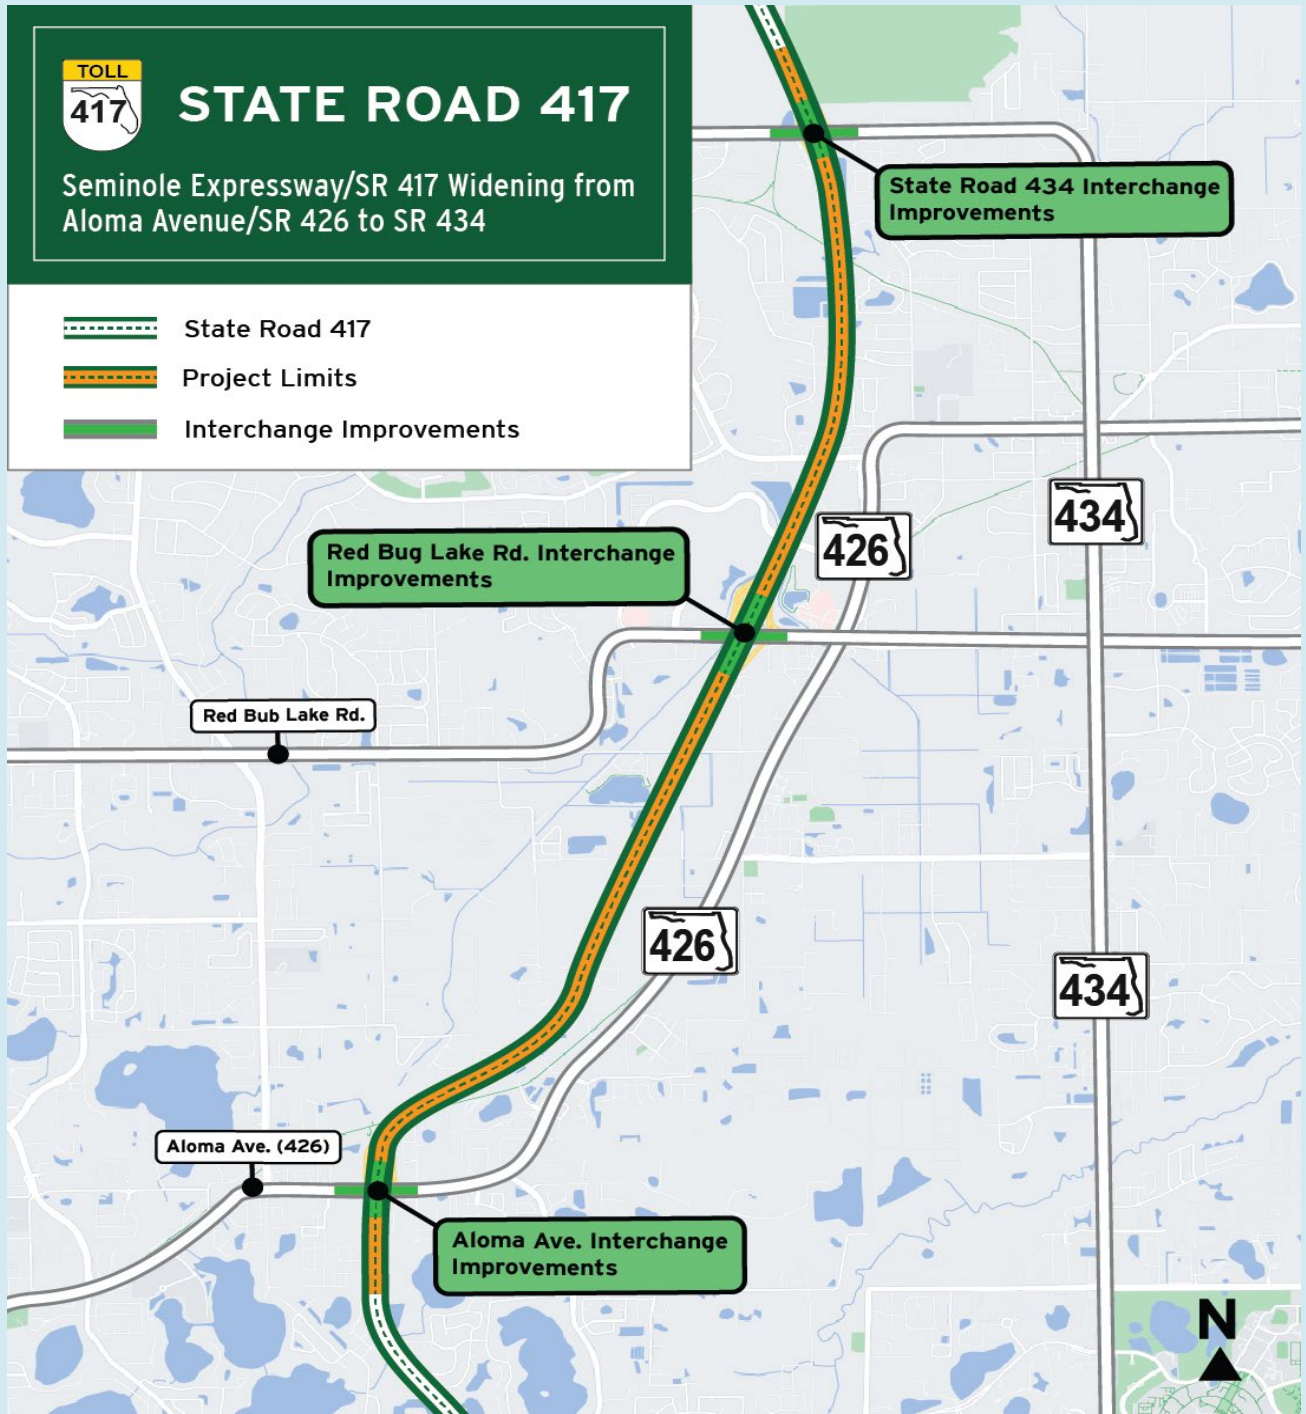 TOLL
417
STATE ROAD 417
Seminole Expressway/SR 417 Widening from
Aloma Avenue/SR 426 to SR 434
State Road 417
Project Limits
Interchange Improvements
State Road 434 Interchange
Improvements
434
426
Red Bug Lake Rd. Interchange
Improvements
Red Bub Lake Rd.
426
434
Aloma Ave. (426)
Aloma Ave. Interchange
Improvements
N